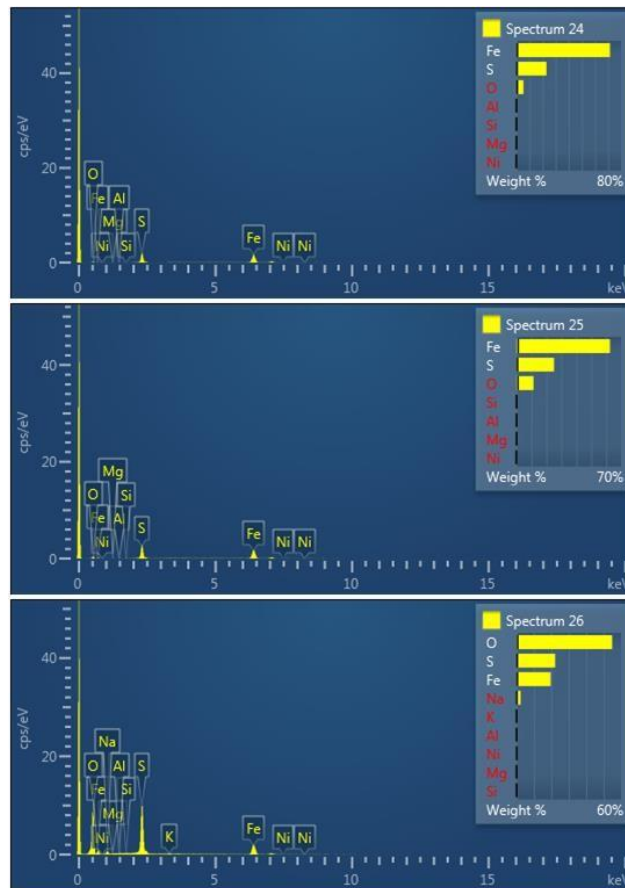 Spectrum 24
Fe
S
O
Al
Si
Mg
Ni
Weight % 80%
cps/eV
40
20
0
O
Fe Al
Mg S
Ni Si Fe Ni Ni
0 5 10 15 keV
Spectrum 25
Fe
S
O
Si
Al
Mg
Ni
Weight % 70%
cps/eV
40
20
0
Mg
O Si
Fe Al S
Ni Fe Ni Ni
0 5 10 15
Spectrum 26
O
S
Fe
Na
K
Al
Ni
Mg
Si
Weight % 60%
cps/eV
40
20
0
Na
O Al S
Fe Si
Mg
Ni K Fe Ni Ni
0 5 10 15